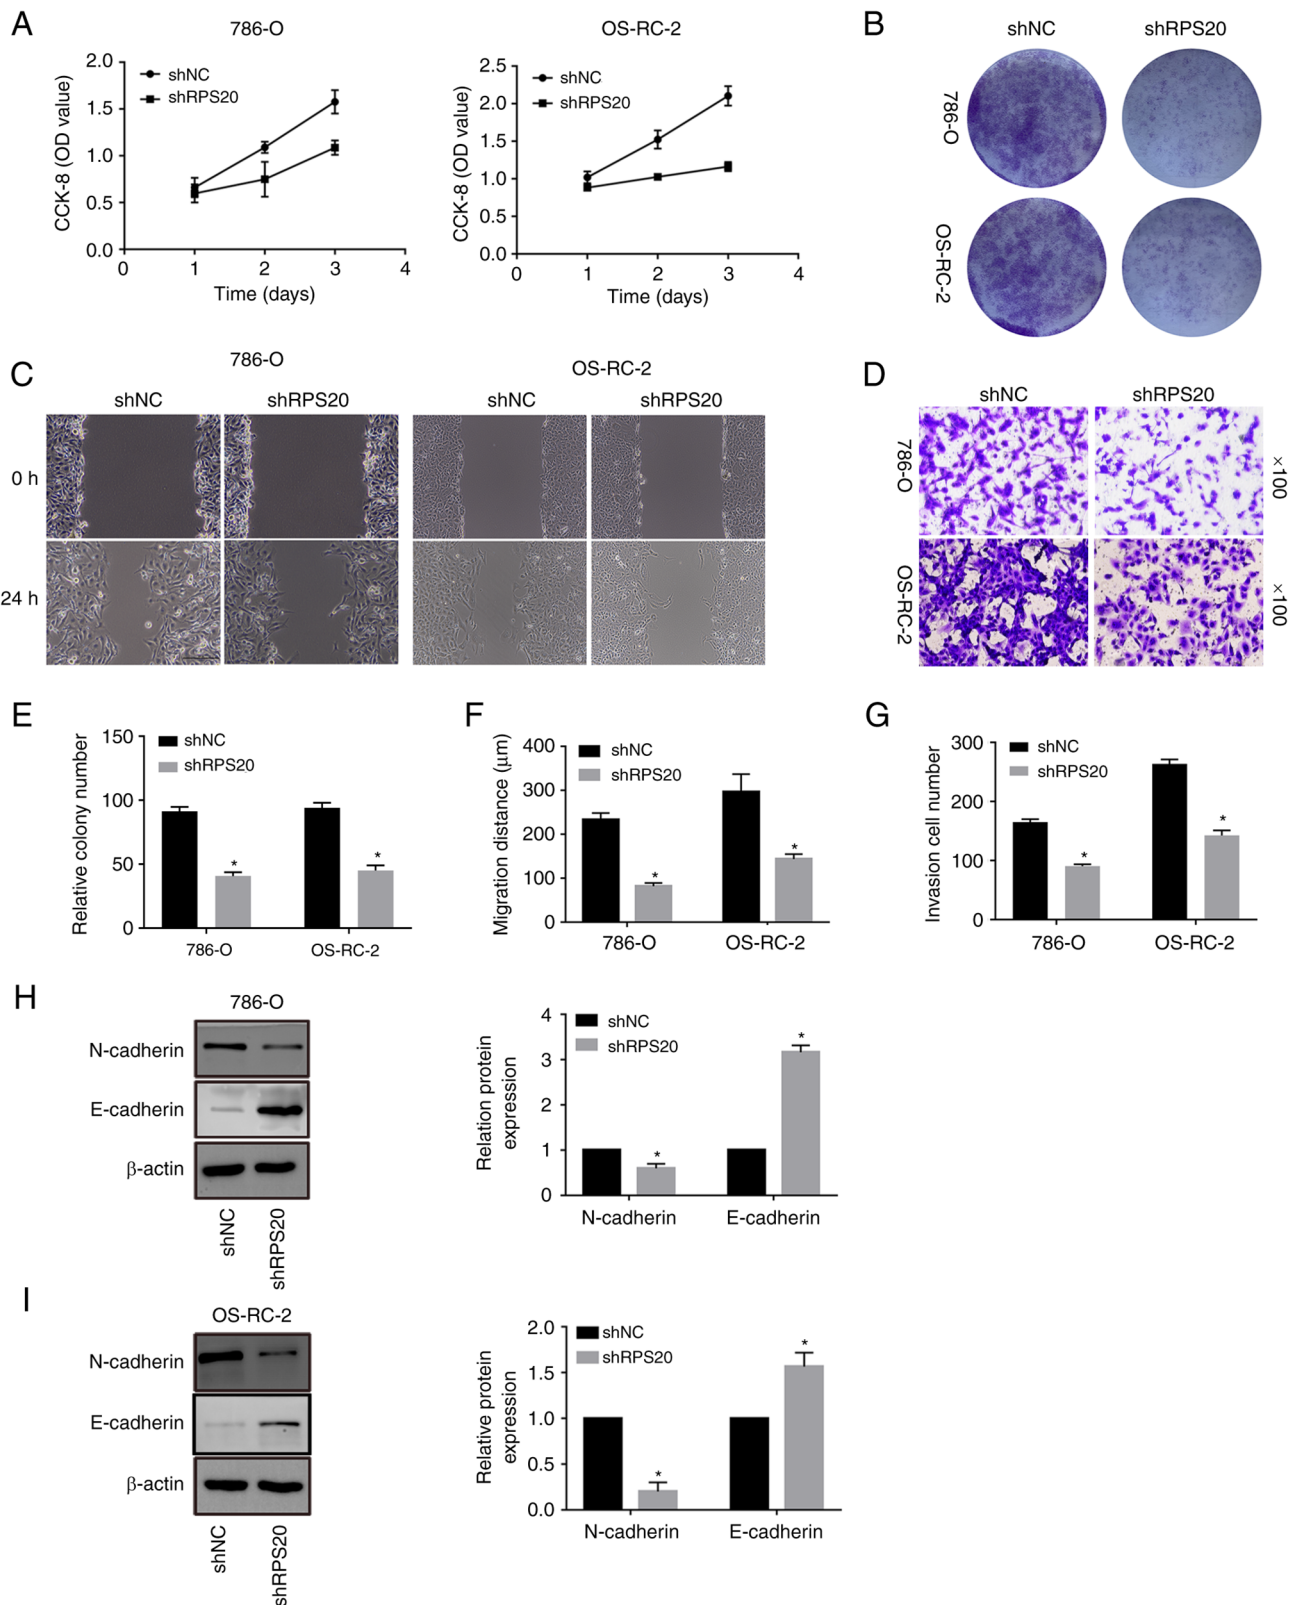 A
786-O
2.0
1.5
1.0
0.5
0.0
0
1
2
3
4
CCK-8 (OD value)
Time (days)
shNC
shRPS20
OS-RC-2
2.5
2.0
1.5
1.0
0.5
0.0
0
1
2
3
4
CCK-8 (OD value)
Time (days)
shNC
shRPS20
B
shNC
shRPS20
786-O
OS-RC-2
C
786-O
OS-RC-2
shNC
shRPS20
shNC
shRPS20
0 h
24 h
D
shNC
shRPS20
786-O
×100
OS-RC-2
×100
E
Relative colony number
150
100
50
0
shNC
shRPS20
*
*
786-O
OS-RC-2
F
Migration distance (μm)
400
300
200
100
0
shNC
shRPS20
*
*
786-O
OS-RC-2
G
Invasion cell number
300
200
100
0
shNC
shRPS20
*
*
786-O
OS-RC-2
H
786-O
N-cadherin
E-cadherin
β-actin
shNC
shRPS20
Relation protein
expression
4
3
2
1
0
shNC
shRPS20
*
*
N-cadherin
E-cadherin
I
OS-RC-2
N-cadherin
E-cadherin
β-actin
shNC
shRPS20
Relative protein
expression
2.0
1.5
1.0
0.5
0.0
shNC
shRPS20
*
*
N-cadherin
E-cadherin